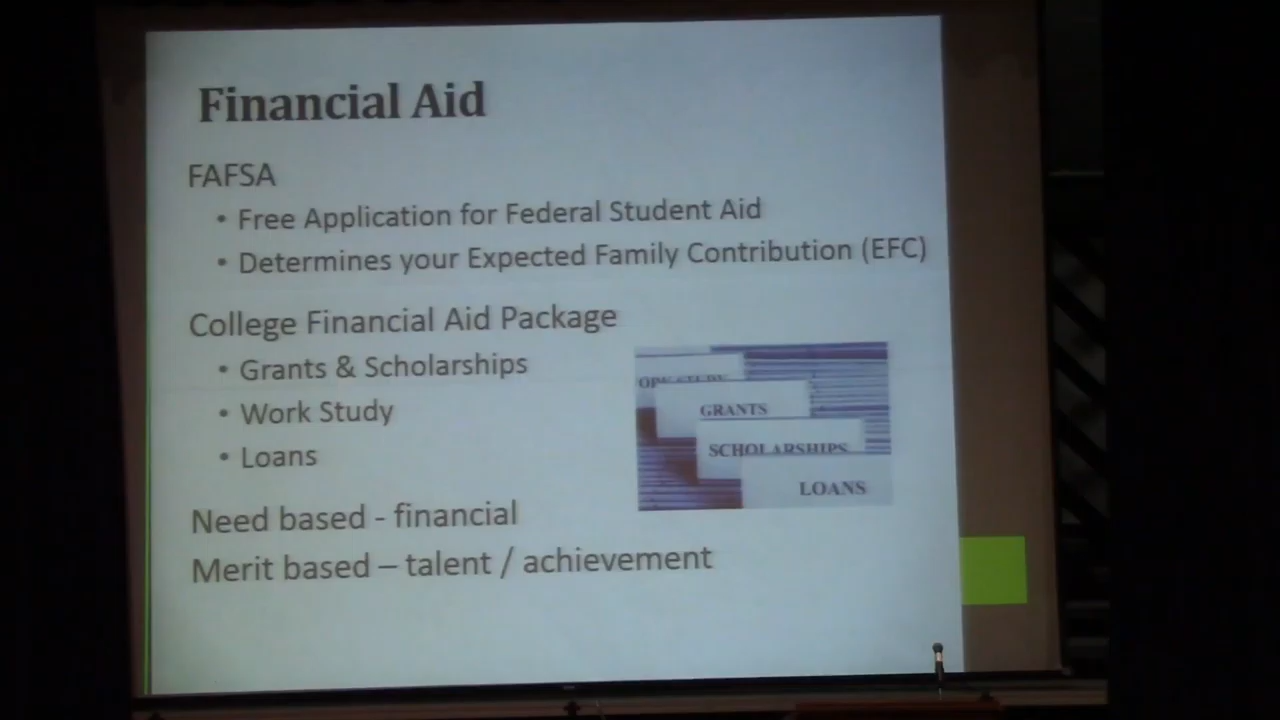 Financial Aid
FAFSA
• Free Application for Federal Student Aid
• Determines your Expected Family Contribution (EFC)
College Financial Aid Package
• Grants & Scholarships
• Work Study
• Loans
GRANTS
SCHOLARSHIPS
LOANS
Need based - financial
Merit based – talent / achievement